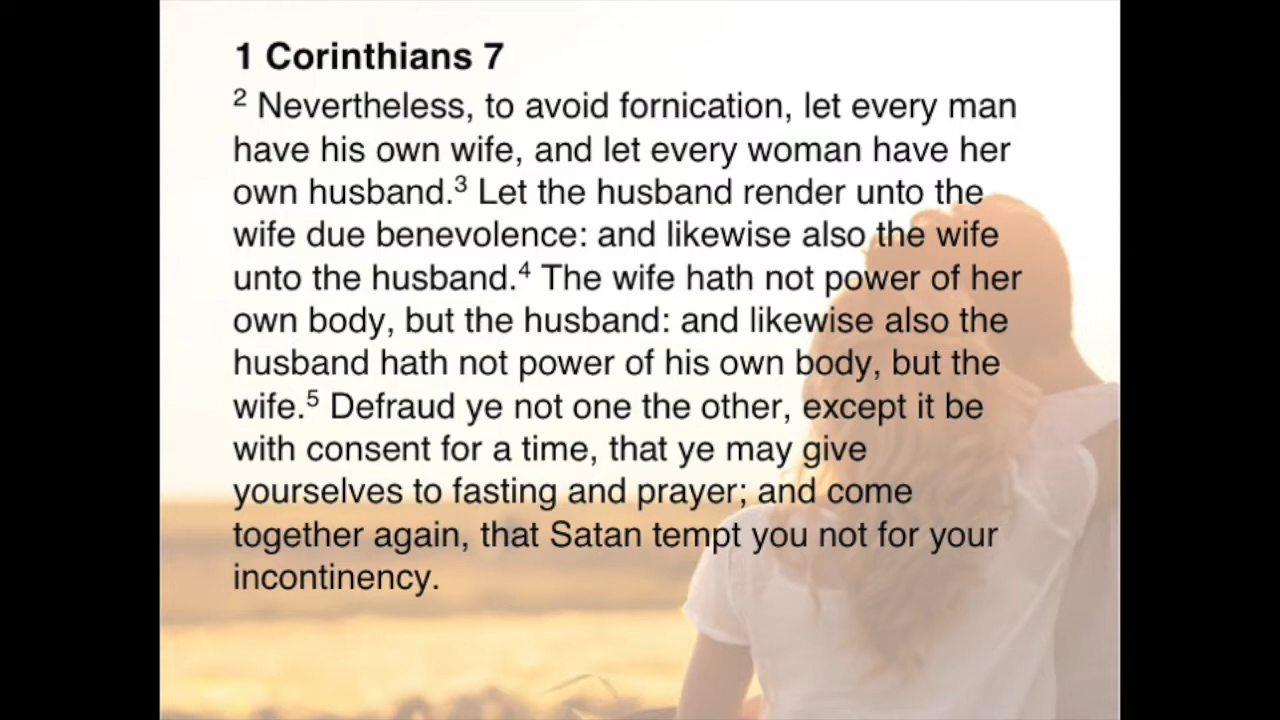 1 Corinthians 7
2 Nevertheless, to avoid fornication, let every man
have his own wife, and let every woman have her
own husband.3 Let the husband render unto the
wife due benevolence: and likewise also the wife
unto the husband.4 The wife hath not power of her
own body, but the husband: and likewise also the
husband hath not power of his own body, but the
wife.5 Defraud ye not one the other, except it be
with consent for a time, that ye may give
yourselves to fasting and prayer; and come
together again, that Satan tempt you not for your
incontinency.